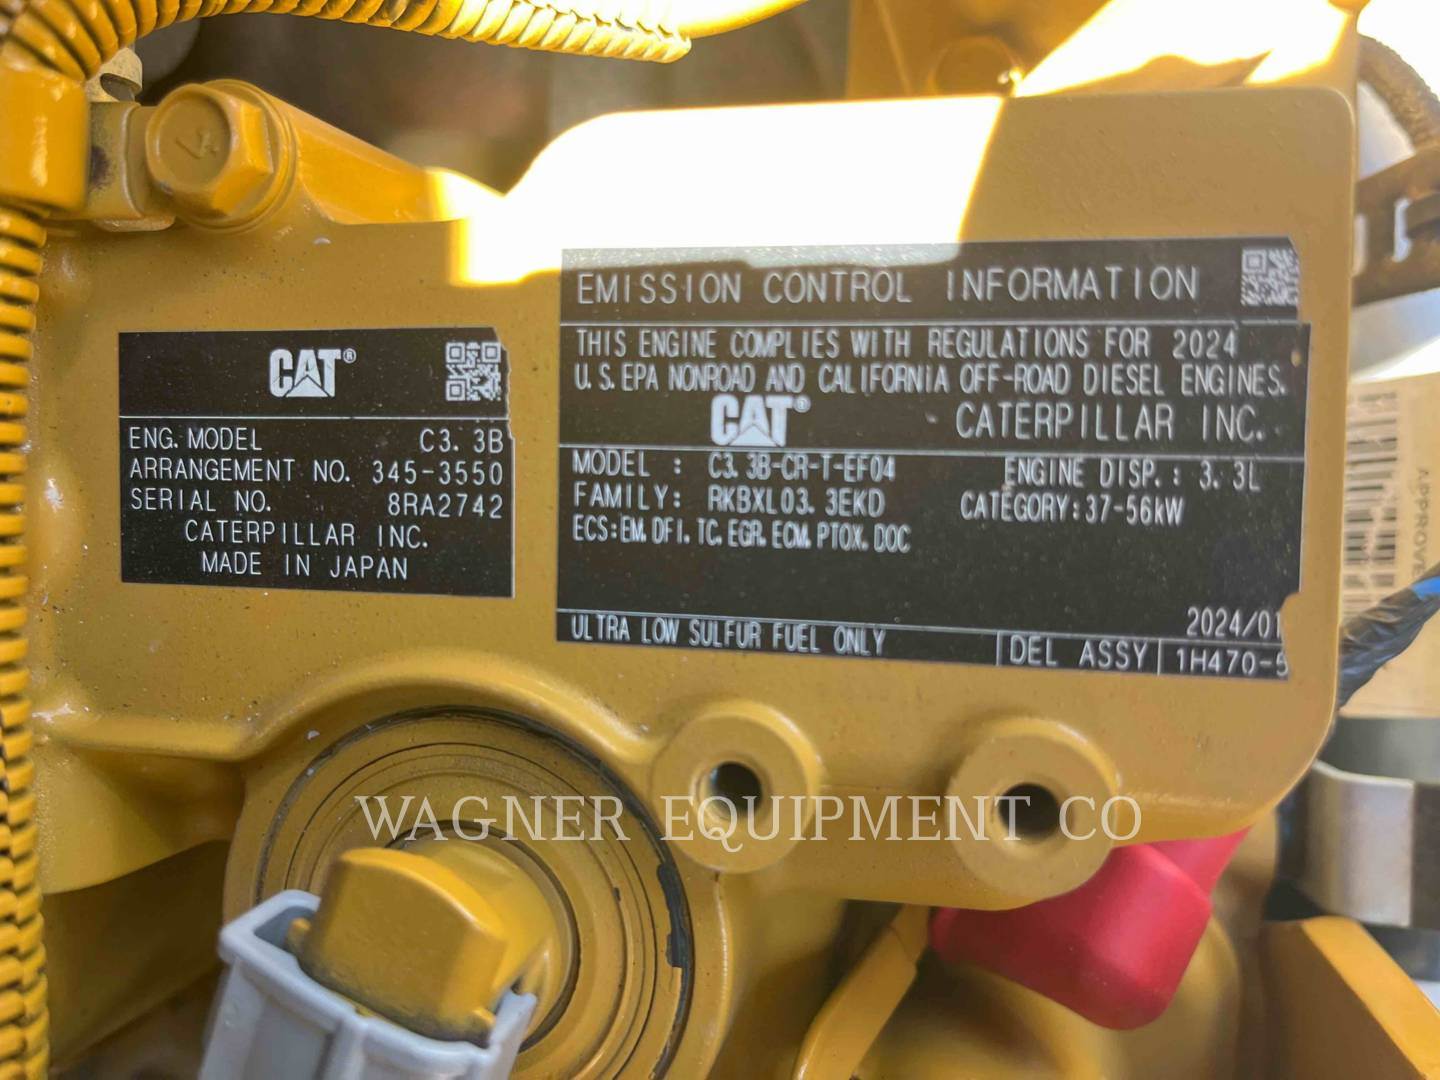 CAT®
ENG. MODEL C3.3B
ARRANGEMENT NO. 345-3550
SERIAL NO. 8RA2742
CATERPILLAR INC.
MADE IN JAPAN
EMISSION CONTROL INFORMATION
THIS ENGINE COMPLIES WITH REGULATIONS FOR 2024
U.S. EPA NONROAD AND CALIFORNIA OFF-ROAD DIESEL ENGINES.
CAT® CATERPILLAR INC.
MODEL : C3.3B-CR-T-EF04 ENGINE DISP.: 3.3L
FAMILY: RKBXL03.3EKD CATEGORY:37-56kW
ECS:EM. DFI. TC. EGR. ECM. PTOX. DOC
2024/01
ULTRA LOW SULFUR FUEL ONLY DEL ASSY 1H470-5
WAGNER EQUIPMENT CO
4